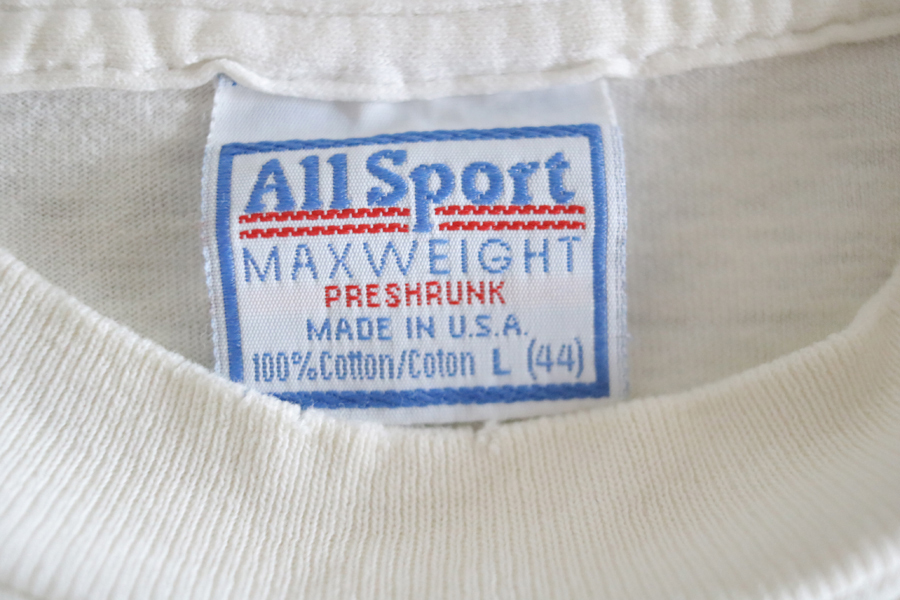 All Sport
MAXWEIGHT
PRESHRUNK
MADE IN U.S.A.
100% Cotton/Coton L (44)